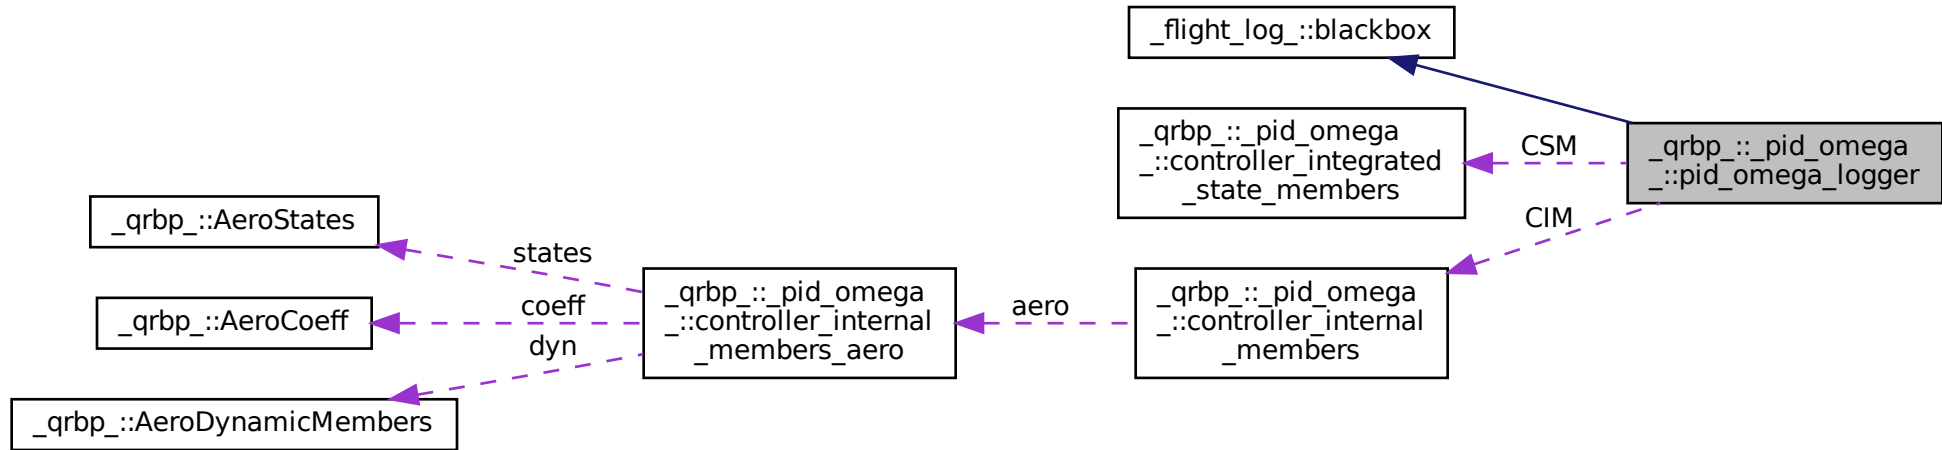 _flight_log_::blackbox
_qrbp_::_pid_omega
_::controller_integrated
_state_members
CSM
_qrbp_::_pid_omega
_::pid_omega_logger
CIM
_qrbp_::AeroStates
states
_qrbp_::AeroCoeff
coeff
dyn
_qrbp_::_pid_omega
_::controller_internal
_members_aero
aero
_qrbp_::_pid_omega
_::controller_internal
_members
_qrbp_::AeroDynamicMembers